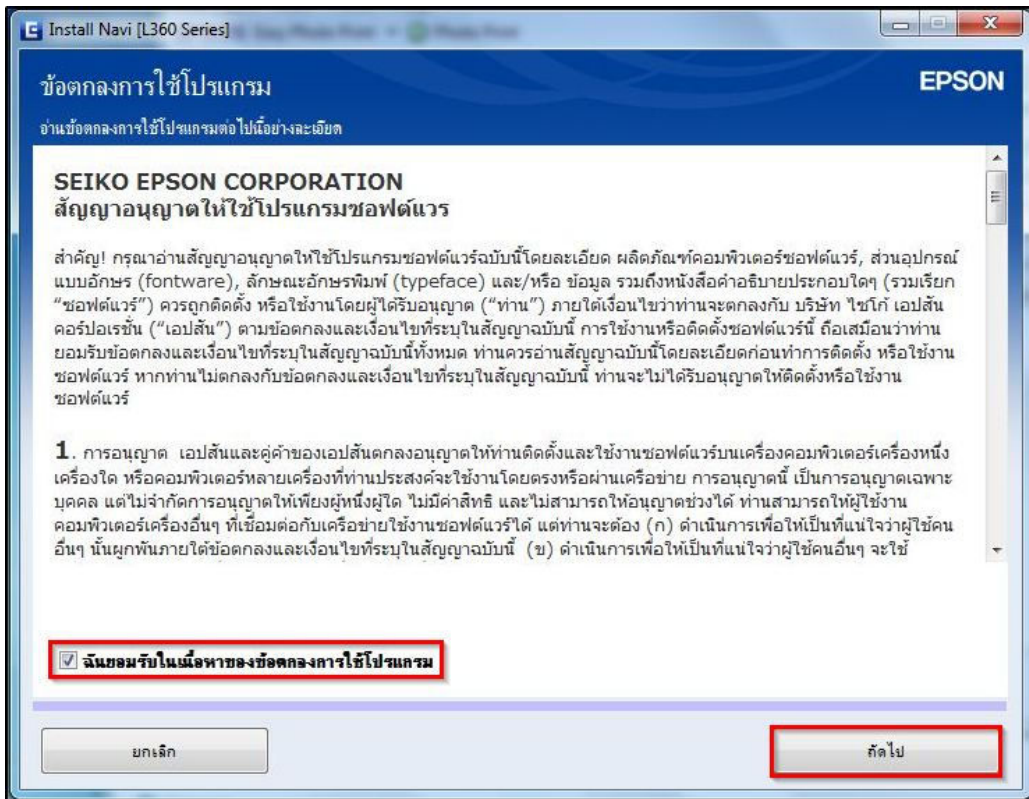 Install Navi [L360 Series]
ข้อตกลงการใช้โปรแกรม
EPSON
อ่านข้อตกลงการใช้โปรแกรมต่อไปนี้อย่างละเอียด
SEIKO EPSON CORPORATION
สัญญาอนุญาตให้ใช้โปรแกรมซอฟต์แวร์
สำคัญ! กรุณาอ่านสัญญาอนุญาตให้ใช้โปรแกรมซอฟต์แวร์ฉบับนี้โดยละเอียด ผลิตภัณฑ์คอมพิวเตอร์ซอฟต์แวร์, ส่วนอุปกรณ์
แบบอักษร (fontware), ลักษณะอักษรพิมพ์ (typeface) และ/หรือ ข้อมูล รวมถึงหนังสือคำอธิบายประกอบใดๆ (รวมเรียก
“ซอฟต์แวร์”) ควรถูกติดตั้ง หรือใช้งานโดยผู้ได้รับอนุญาต (“ท่าน”) ภายใต้เงื่อนไขว่าท่านจะตกลงกับ บริษัท ไซโก้ เอปสัน
คอร์ปอเรชั่น (“เอปสัน”) ตามข้อตกลงและเงื่อนไขที่ระบุในสัญญาฉบับนี้ การใช้งานหรือติดตั้งซอฟต์แวร์นี้ ถือเสมือนว่าท่าน
ยอมรับข้อตกลงและเงื่อนไขที่ระบุในสัญญาฉบับนี้ทั้งหมด ท่านควรอ่านสัญญาฉบับนี้โดยละเอียดก่อนทำการติดตั้ง หรือใช้งาน
ซอฟต์แวร์ หากท่านไม่ตกลงกับข้อตกลงและเงื่อนไขที่ระบุในสัญญาฉบับนี้ ท่านจะไม่ได้รับอนุญาตให้ติดตั้งหรือใช้งาน
ซอฟต์แวร์
1. การอนุญาต เอปสันและคู่ค้าของเอปสันตกลงอนุญาตให้ท่านติดตั้งและใช้งานซอฟต์แวร์บนเครื่องคอมพิวเตอร์เครื่องหนึ่ง
เครื่องใด หรือคอมพิวเตอร์หลายเครื่องที่ท่านประสงค์จะใช้งานโดยตรงหรือผ่านเครือข่าย การอนุญาตนี้ เป็นการอนุญาตเฉพาะ
บุคคล แต่ไม่จำกัดการอนุญาตให้เพียงผู้หนึ่งผู้ใด ไม่มีค่าสิทธิ และไม่สามารถให้อนุญาตช่วงได้ ท่านสามารถให้ผู้ใช้งาน
คอมพิวเตอร์เครื่องอื่นๆ ที่เชื่อมต่อกับเครือข่ายใช้งานซอฟต์แวร์ได้ แต่ท่านจะต้อง (ก) ดำเนินการเพื่อให้เป็นที่แน่ใจว่าผู้ใช้คน
อื่นๆ นั้นผูกพันภายใต้ข้อตกลงและเงื่อนไขที่ระบุในสัญญาฉบับนี้ (ข) ดำเนินการเพื่อให้เป็นที่แน่ใจว่าผู้ใช้คนอื่นๆ จะใช้
ฉันยอมรับในเนื้อหาของข้อตกลงการใช้โปรแกรม
ยกเลิก
ถัดไป